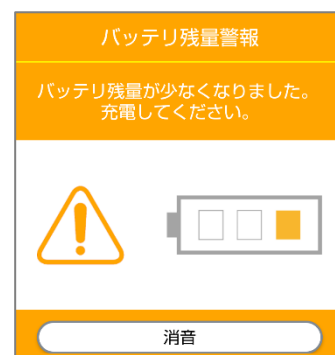 バッテリ残量警報
バッテリ残量が少なくなりました。
充電してください。
消音